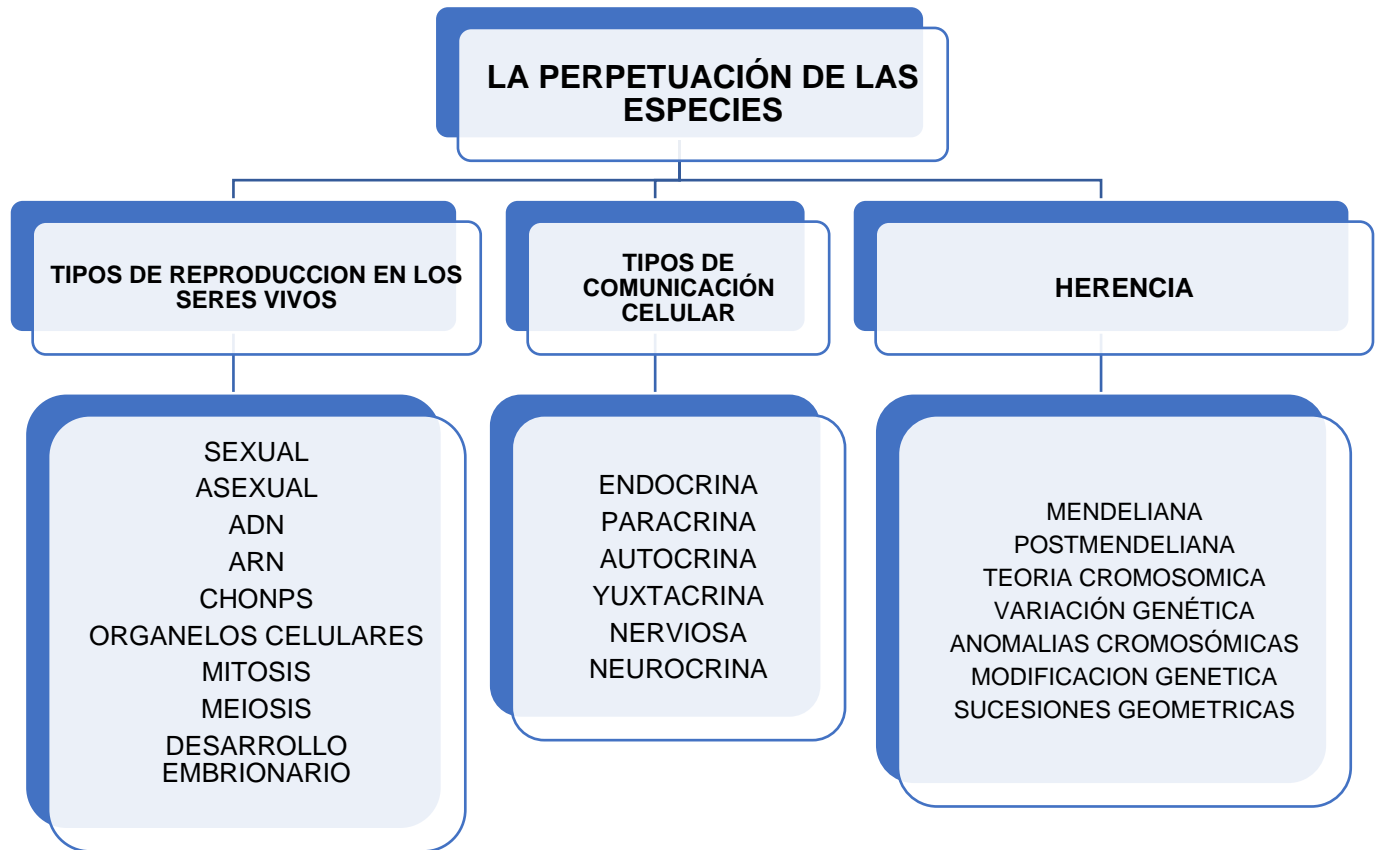 LA PERPETUACIÓN DE LAS
ESPECIES
TIPOS DE REPRODUCCION EN LOS
SERES VIVOS
TIPOS DE
COMUNICACIÓN
CELULAR
HERENCIA
SEXUAL
ASEXUAL
ADN
ARN
CHONPS
ORGANELOS CELULARES
MITOSIS
MEIOSIS
DESARROLLO
EMBRIONARIO
ENDOCRINA
PARACRINA
AUTOCRINA
YUXTACRINA
NERVIOSA
NEUROCRINA
MENDELIANA
POSTMENDELIANA
TEORIA CROMOSOMICA
VARIACIÓN GENÉTICA
ANOMALIAS CROMOSÓMICAS
MODIFICACION GENETICA
SUCESIONES GEOMETRICAS